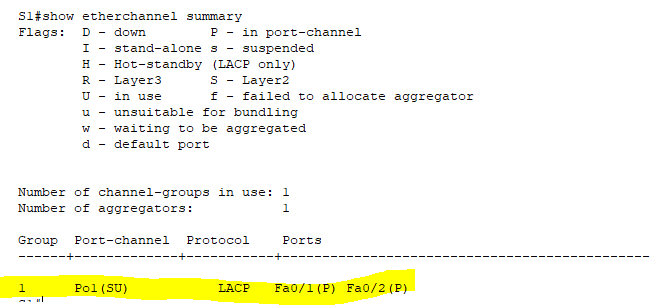 S1#show etherchannel summary
Flags:  D - down        P - in port-channel
        I - stand-alone s - suspended
        H - Hot-standby (LACP only)
        R - Layer3      S - Layer2
        U - in use      f - failed to allocate aggregator
        u - unsuitable for bundling
        w - waiting to be aggregated
        d - default port
Number of channel-groups in use: 1
Number of aggregators:           1
Group  Port-channel  Protocol    Ports
------+-------------+-----------+----------------------------------------------
1      Po1(SU)           LACP   Fa0/1(P) Fa0/2(P)
S1#